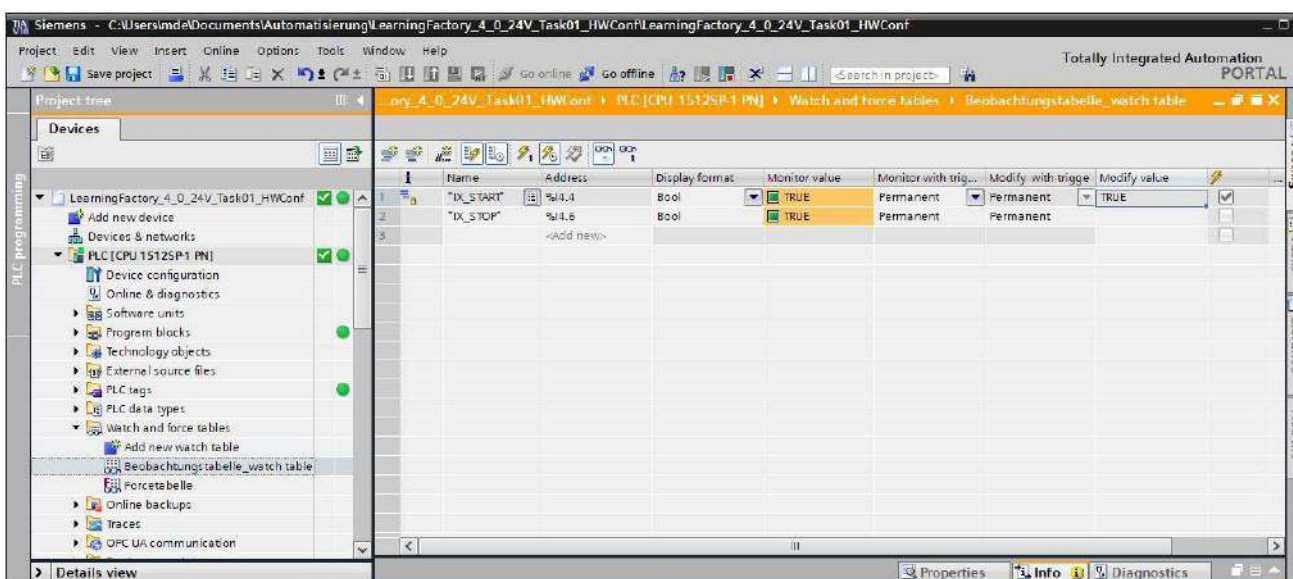 Siemens - C:\Users\mde\Documents\Automatisierung\LearningFactory_4_0_24V_Task01_HWConf\LearningFactory_4_0_24V_Task01_HWConf
Project Edit View Insert Online Options Tools Window Help
Totally Integrated Automation
PORTAL
Save project Go online Go offline <Search in project>
Project tree
...ory_4_0_24V_Task01_HWConf PLC [CPU 1512SP-1 PN] Watch and force tables Beobachtungstabelle_watch table
Devices
PLC programming
i Name Address Display format Monitor value Monitor with trig... Modify with trigge Modify value ...
1 "IX_START" %I4.4 Bool TRUE Permanent Permanent TRUE
2 "IX_STOP" %I4.6 Bool TRUE Permanent Permanent
3 <Add new>
LearningFactory_4_0_24V_Task01_HWConf
Add new device
Devices & networks
PLC [CPU 1512SP-1 PN]
Device configuration
Online & diagnostics
Software units
Program blocks
Technology objects
External source files
PLC tags
PLC data types
Watch and force tables
Add new watch table
Beobachtungstabelle_watch table
Forcetabelle
Online backups
Traces
OPC UA communication
Details view
Properties Info Diagnostics